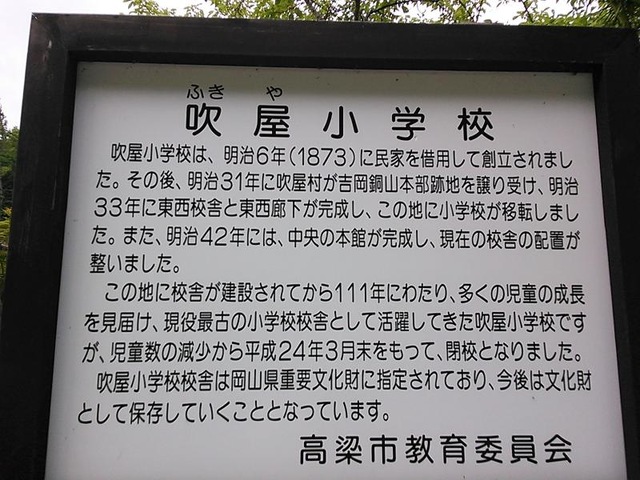 ふきや
吹屋小学校
吹屋小学校は、明治6年(1873)に民家を借用して創立されまし
た。その後、明治31年に吹屋村が吉岡銅山本部跡地を譲り受け、明治
33年に東西校舎と東西廊下が完成し、この地に小学校が移転しまし
た。また、明治42年には、中央の本館が完成し、現在の校舎の配置が
整いました。
この地に校舎が建設されてから111年にわたり、多くの児童の成長
を見届け、現役最古の小学校校舎として活躍してきた吹屋小学校です
が、児童数の減少から平成24年3月末をもって、閉校となりました。
吹屋小学校校舎は岡山県重要文化財に指定されており、今後は文化財
として保存していくこととなっています。
高梁市教育委員会